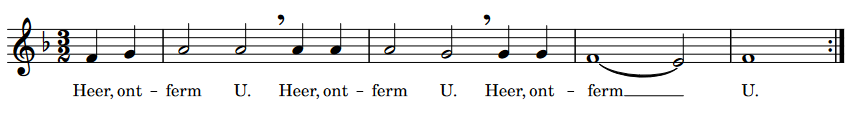 Heer, ont - ferm U. Heer, ont - ferm U. Heer, ont - ferm U.